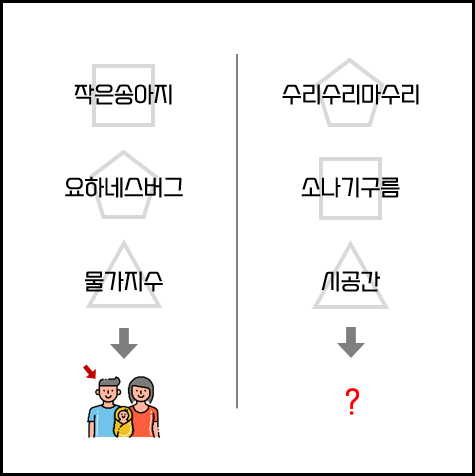 작은송아지
요하네스버그
물가지수
수리수리마수리
소나기구름
시공간
?